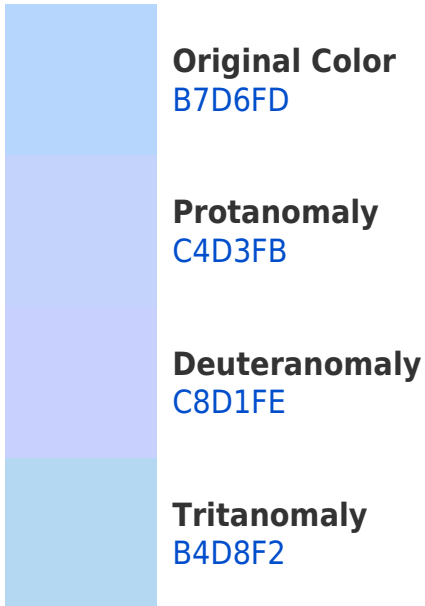 Original Color
B7D6FD
Protanomaly
C4D3FB
Deuteranomaly
C8D1FE
Tritanomaly
B4D8F2